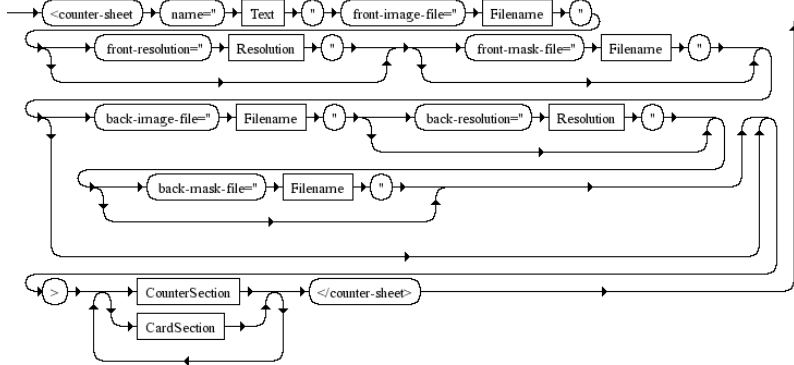 <counter-sheet name=" Text " front-image-file=" Filename "
front-resolution=" Resolution " front-mask-file=" Filename "
back-image-file=" Filename " back-resolution=" Resolution "
back-mask-file=" Filename "
> CounterSection </counter-sheet>
CardSection